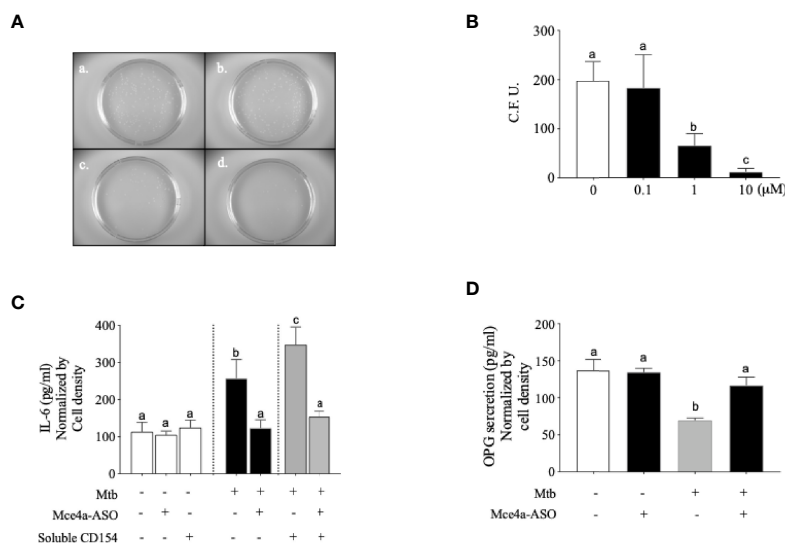 A
a.
b.
c.
d.
B
C.F. U.
300
200
100
0
a
a
b
c
0 0.1 1 10 (μM)
C
IL-6 (pg/ml)
Normalized by
Cell density
400
300
200
100
0
a a a b a c a
Mtb - - - + + + +
Mce4a-ASO - + - - + - +
Soluble CD154 - - + - - + +
D
OPG sercretion (pg/ml)
Normalized by
cell density
200
150
100
50
0
a a b a
Mtb - - + +
Mce4a-ASO - + - +